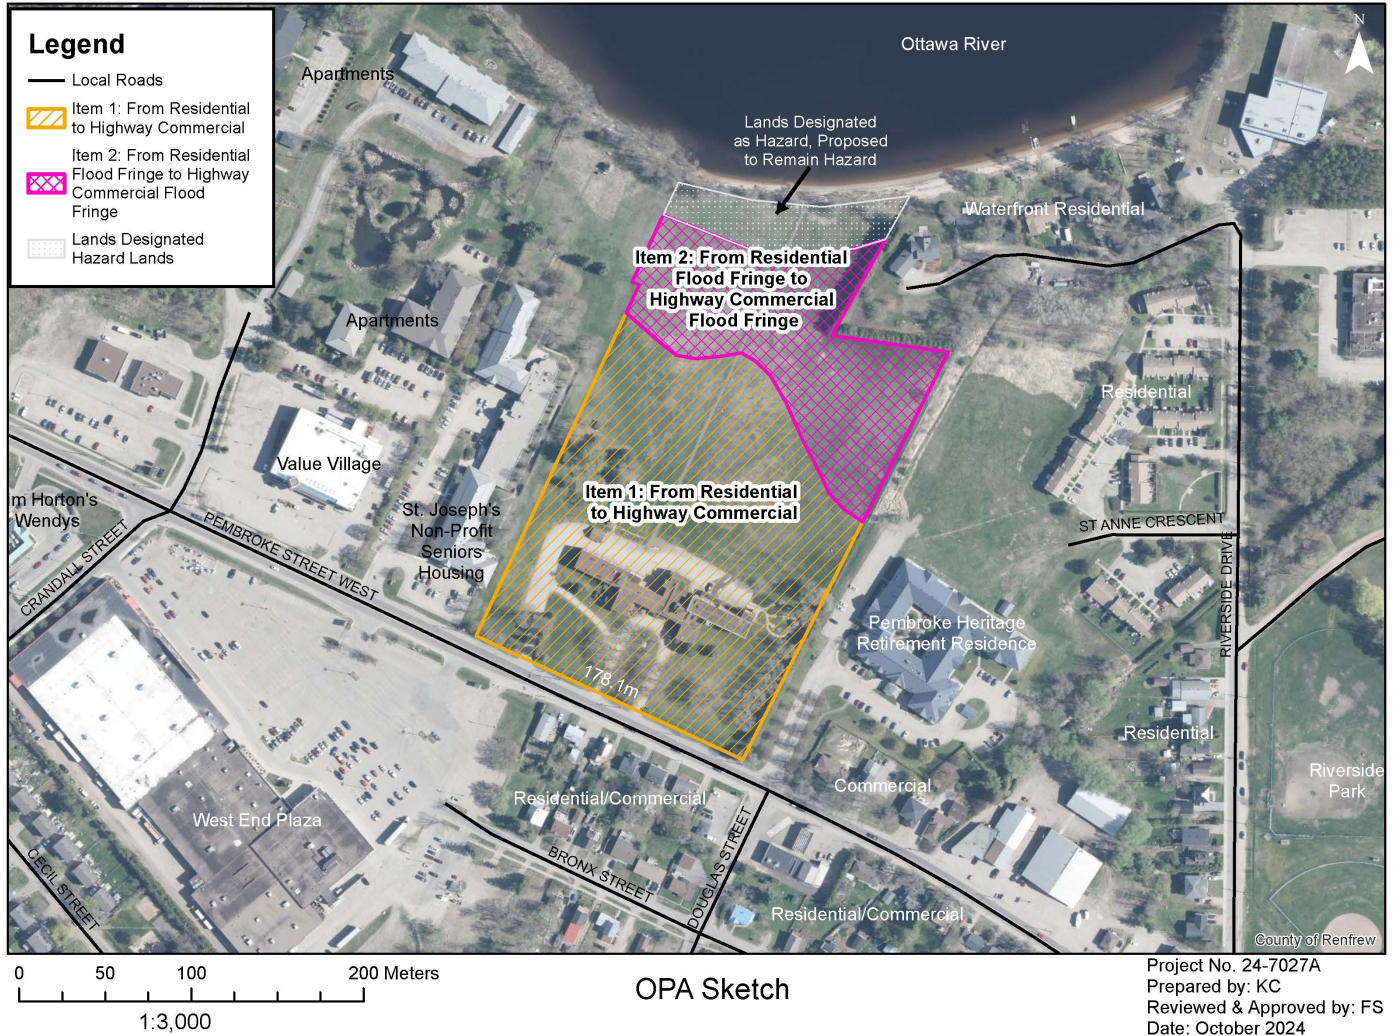 Legend
Local Roads
Item 1: From Residential
to Highway Commercial
Item 2: From Residential
Flood Fringe to Highway
Commercial Flood
Fringe
Lands Designated
Hazard Lands
Ottawa River
N
Apartments
Lands Designated
as Hazard, Proposed
to Remain Hazard
Waterfront Residential
Item 2: From Residential
Flood Fringe to
Highway Commercial
Flood Fringe
Apartments
Residential
Value Village
Item 1: From Residential
to Highway Commercial
im Horton's
Wendys
St. Joseph's
Non-Profit
Seniors
Housing
CRANDALL STREET
PEMBROKE STREET WEST
ST ANNE CRESCENT
RIVERSIDE DRIVE
Pembroke Heritage
Retirement Residence
178.1m
Residential
Riverside
Park
Commercial
Residential/Commercial
West End Plaza
CECIL STREET
BRONX STREET
DOUGLAS STREET
Residential/Commercial
County of Renfrew
0 50 100 200 Meters
1:3,000
OPA Sketch
Project No. 24-7027A
Prepared by: KC
Reviewed & Approved by: FS
Date: October 2024